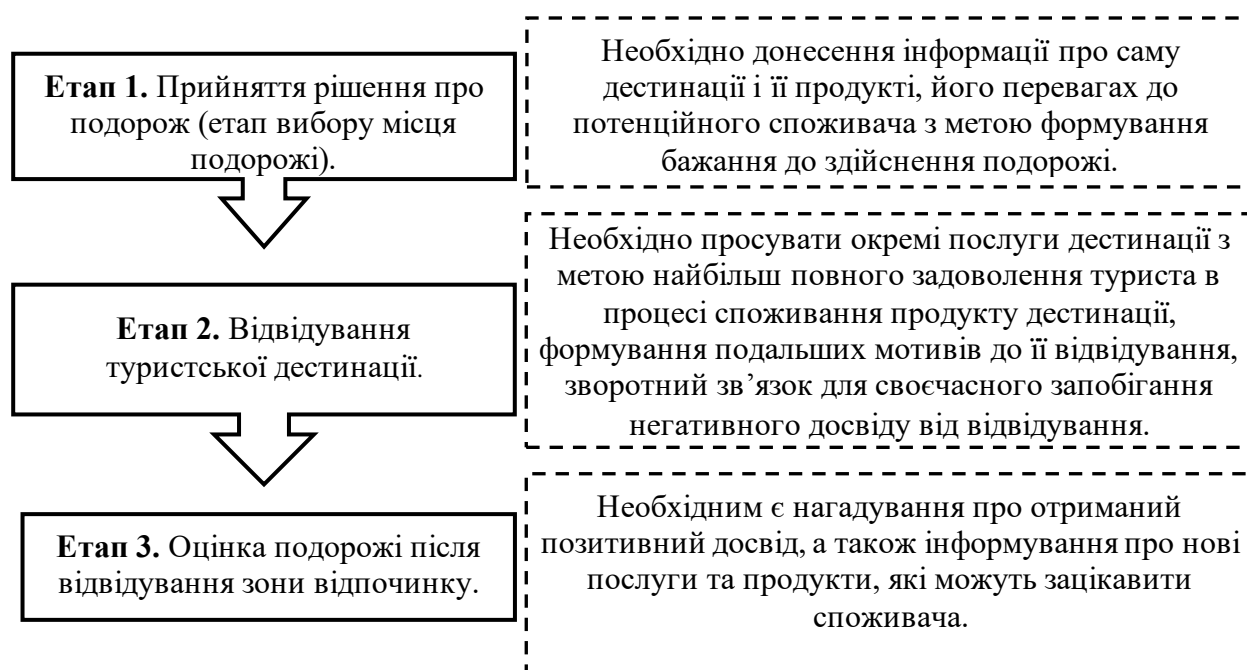 Етап 1. Прийняття рішення про
подорож (етап вибору місця
подорожі).
Необхідно донесення інформації про саму
дестинації і її продукті, його перевагах до
потенційного споживача з метою формування
бажання до здійснення подорожі.
Етап 2. Відвідування
туристської дестинації.
Необхідно просувати окремі послуги дестинації з
метою найбільш повного задоволення туриста в
процесі споживання продукту дестинації,
формування подальших мотивів до її відвідування,
зворотний зв’язок для своєчасного запобігання
негативного досвіду від відвідування.
Етап 3. Оцінка подорожі після
відвідування зони відпочинку.
Необхідним є нагадування про отриманий
позитивний досвід, а також інформування про нові
послуги та продукти, які можуть зацікавити
споживача.